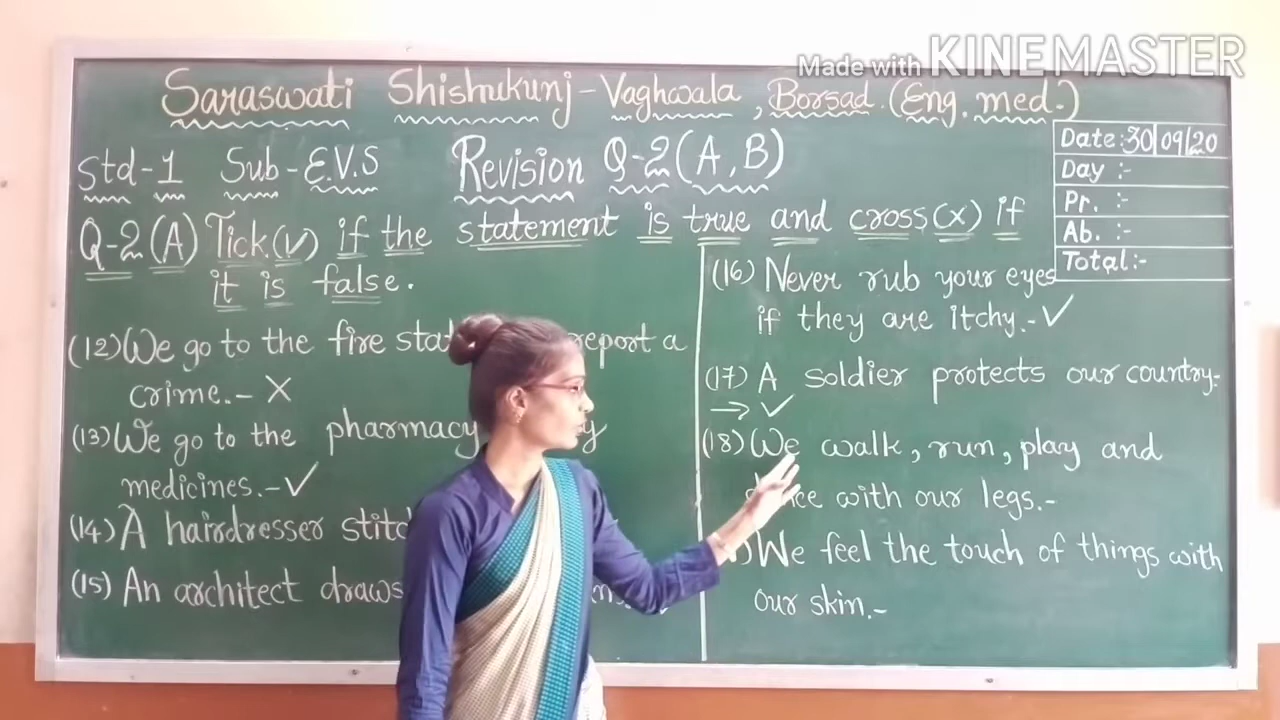 Made with KINEMASTER
Saraswati Shishukunj-Vaghwala, Borsad. (Eng. med.)
Std-1 Sub-E.V.S Revision Q-2 (A, B)
Date:30/09/20
Day :-
Pr. :-
Ab. :-
Total:-
Q-2 (A) Tick(✓) if the statement is true and cross(x) if
it is false.
(12) We go to the fire report a
crime.- X
(13) We go to the pharmacy
medicines.- ✓
(14) A hairdresser
(15) An architect draws
(16) Never rub your eyes
if they are itchy.- ✓
(17) A soldier protects our country.-
→ ✓
(18) We walk, run, play and
with our legs.-
We feel the touch of things with
our skin.-